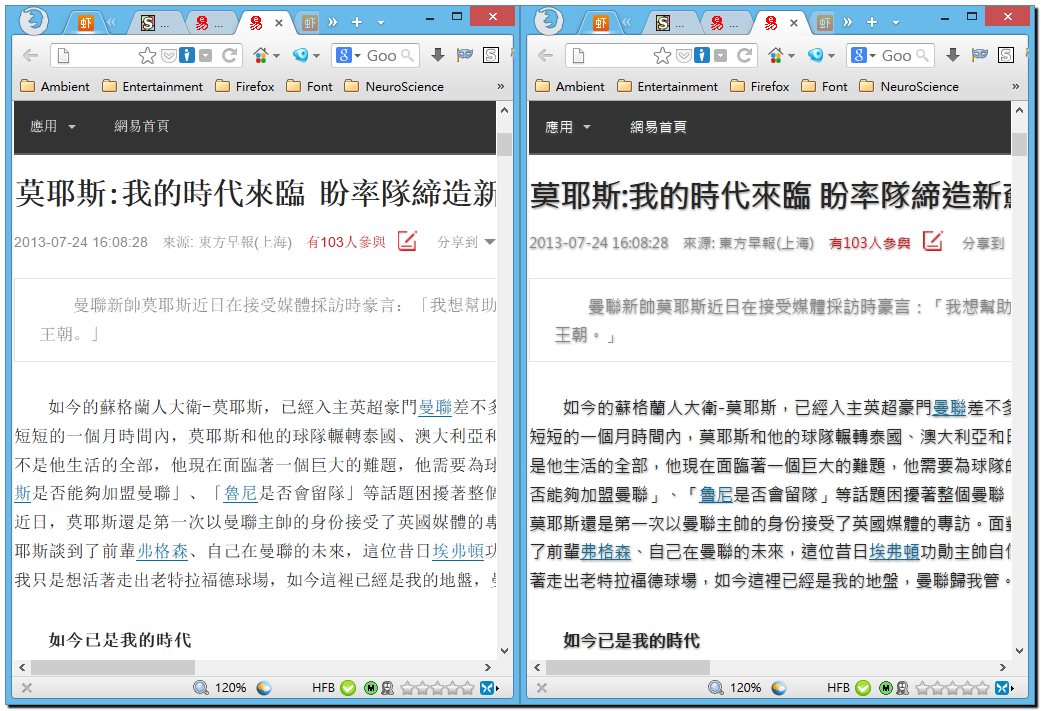 Goo
Ambient Entertainment Firefox Font NeuroScience »
應用 網易首頁
莫耶斯:我的時代來臨 盼率隊締造新
2013-07-24 16:08:28 來源: 東方早報(上海) 有103人參與 分享到
曼聯新帥莫耶斯近日在接受媒體採訪時豪言：「我想幫助
王朝。」
如今的蘇格蘭人大衛-莫耶斯，已經入主英超豪門曼聯差不多
短短的一個月時間內，莫耶斯和他的球隊輾轉泰國、澳大利亞和
不是他生活的全部，他現在面臨著一個巨大的難題，他需要為球
斯是否能夠加盟曼聯」、「魯尼是否會留隊」等話題困擾著整個
近日，莫耶斯還是第一次以曼聯主帥的身份接受了英國媒體的專
耶斯談到了前輩弗格森、自己在曼聯的未來，這位昔日埃弗頓功
我只是想活著走出老特拉福德球場，如今這裡已經是我的地盤，曼
如今已是我的時代
120% HFB
Goo
Ambient Entertainment Firefox Font NeuroScience »
應用 網易首頁
莫耶斯:我的時代來臨 盼率隊締造新
2013-07-24 16:08:28 來源: 東方早報(上海) 有103人參與 分享到
曼聯新帥莫耶斯近日在接受媒體採訪時豪言：「我想幫助
王朝。」
如今的蘇格蘭人大衛-莫耶斯，已經入主英超豪門曼聯差不多
短短的一個月時間內，莫耶斯和他的球隊輾轉泰國、澳大利亞和日
是他生活的全部，他現在面臨著一個巨大的難題，他需要為球隊的
否能夠加盟曼聯」、「魯尼是否會留隊」等話題困擾著整個曼聯
莫耶斯還是第一次以曼聯主帥的身份接受了英國媒體的專訪。面對
了前輩弗格森、自己在曼聯的未來，這位昔日埃弗頓功勛主帥自信
著走出老特拉福德球場，如今這裡已經是我的地盤，曼聯歸我管。
如今已是我的時代
120% HFB